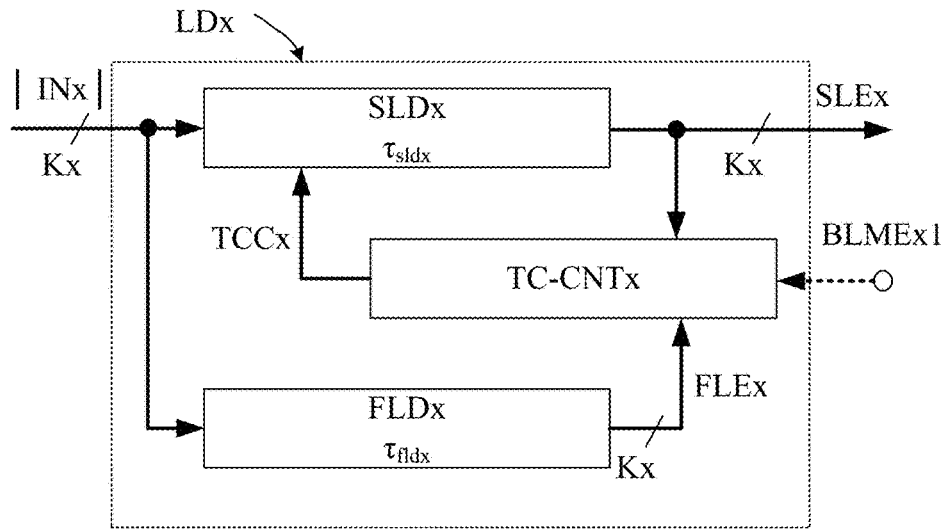 LDx
| INx |
Kx
SLDx
τsldx
SLEx
Kx
TCCx
TC-CNTx
BLMEx1
FLDx
τfldx
FLEx
Kx